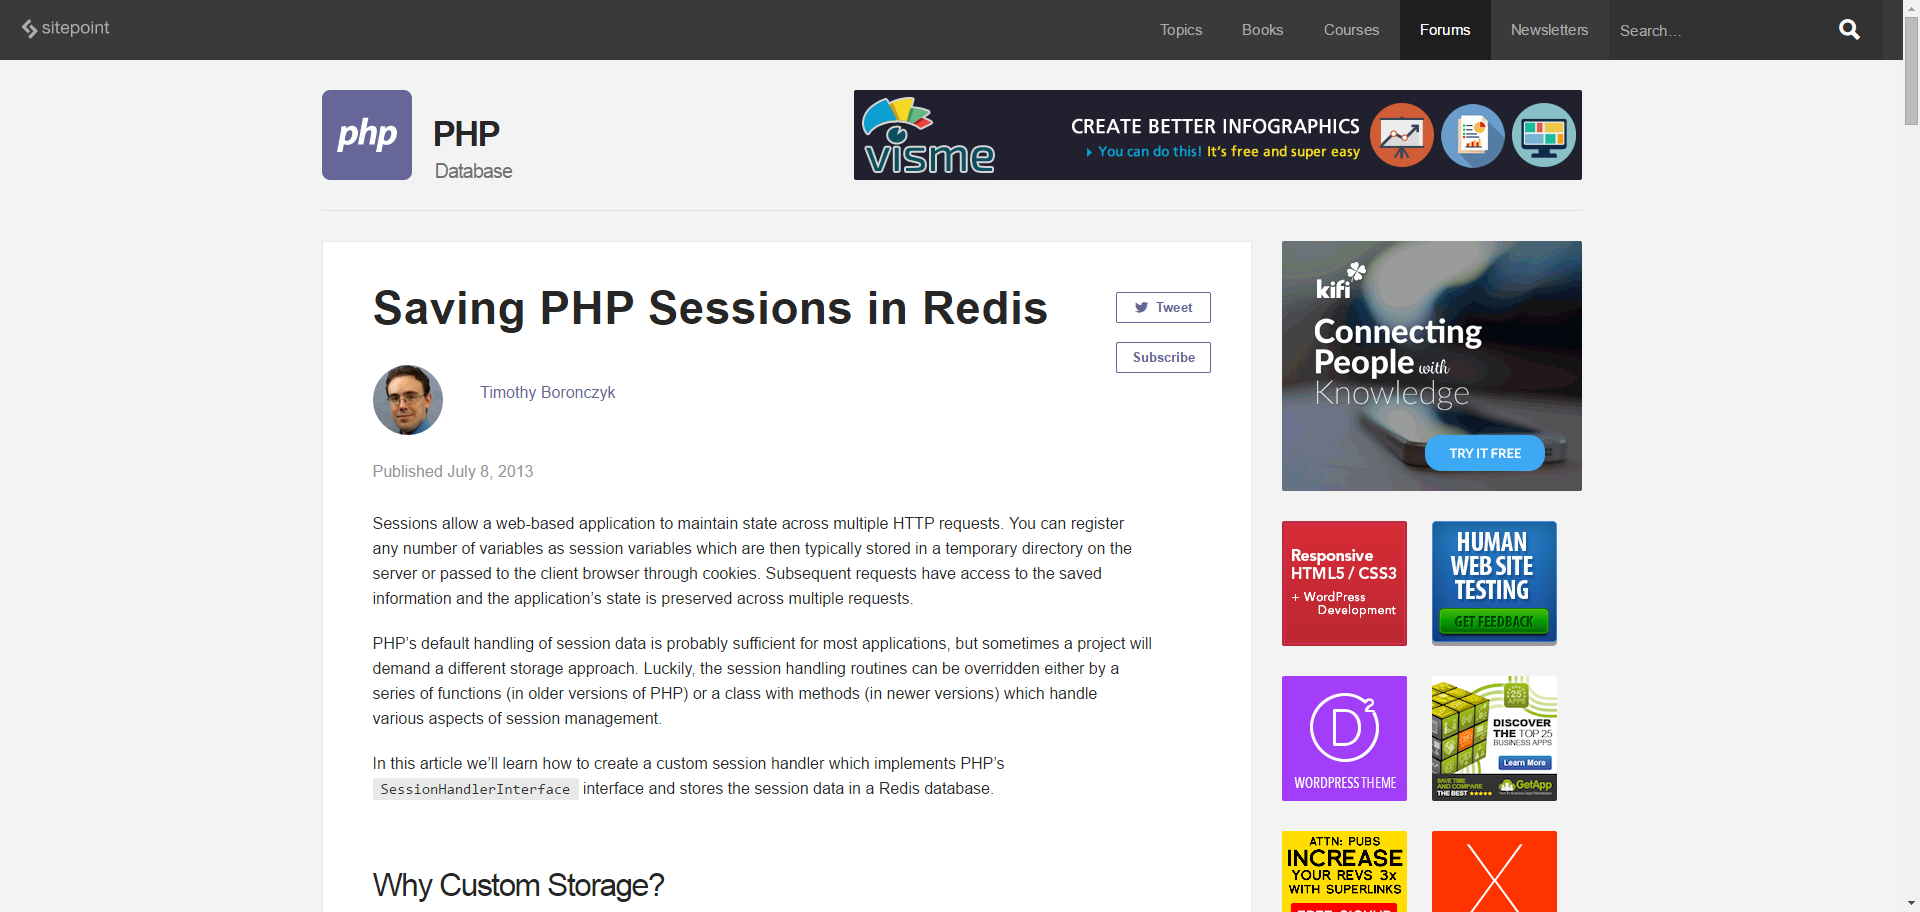 sitepoint
Topics
Books
Courses
Forums
Newsletters
Search...
php
PHP
Database
visme
CREATE BETTER INFOGRAPHICS
You can do this! It's free and super easy
Saving PHP Sessions in Redis
Tweet
Subscribe
Timothy Boronczyk
Published July 8, 2013
Sessions allow a web-based application to maintain state across multiple HTTP requests. You can register
any number of variables as session variables which are then typically stored in a temporary directory on the
server or passed to the client browser through cookies. Subsequent requests have access to the saved
information and the application’s state is preserved across multiple requests.
PHP’s default handling of session data is probably sufficient for most applications, but sometimes a project will
demand a different storage approach. Luckily, the session handling routines can be overridden either by a
series of functions (in older versions of PHP) or a class with methods (in newer versions) which handle
various aspects of session management.
In this article we’ll learn how to create a custom session handler which implements PHP’s
SessionHandlerInterface interface and stores the session data in a Redis database.
Why Custom Storage?
kifi
Connecting
People with
Knowledge
TRY IT FREE
Responsive
HTML5 / CSS3
+ WordPress
Development
HUMAN
WEB SITE
TESTING
GET FEEDBACK
D2
WORDPRESS THEME
25
APPS
DISCOVER
THE TOP 25
BUSINESS APPS
Learn More
SAVE TIME
AND COMPARE
THE BEST
GetApp
ATTN: PUBS
INCREASE
YOUR REVS 3x
WITH SUPERLINKS